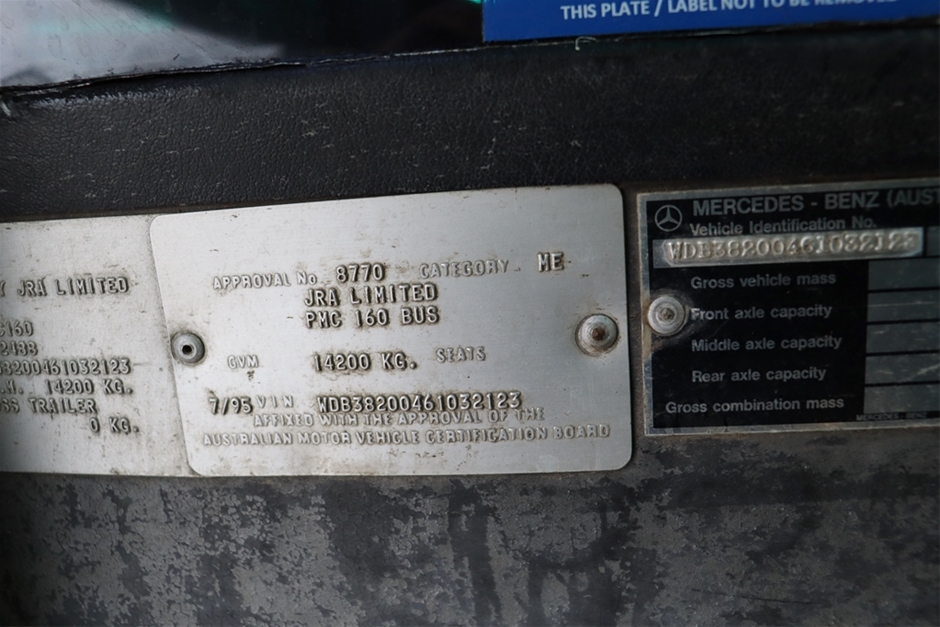 THIS PLATE / LABEL NOT TO BE REMOVED
Y JRA LIMITED
160
3200461032123
14200 KG.
SS TRAILER
0 KG.
APPROVAL No 8770 CATEGORY. ME
JRA LIMITED
PMC 160 BUS
GVM 14200 KG. SEATS
7/95 VIN WDB38200461032123
AFFIXED WITH THE APPROVAL OF THE
AUSTRALIAN MOTOR VEHICLE CERTIFICATION BOARD
MERCEDES - BENZ (AUST
Vehicle Identification No.
WDB38200461032123
Gross vehicle mass
Front axle capacity
Middle axle capacity
Rear axle capacity
Gross combination mass
MERCEDES-BENZ